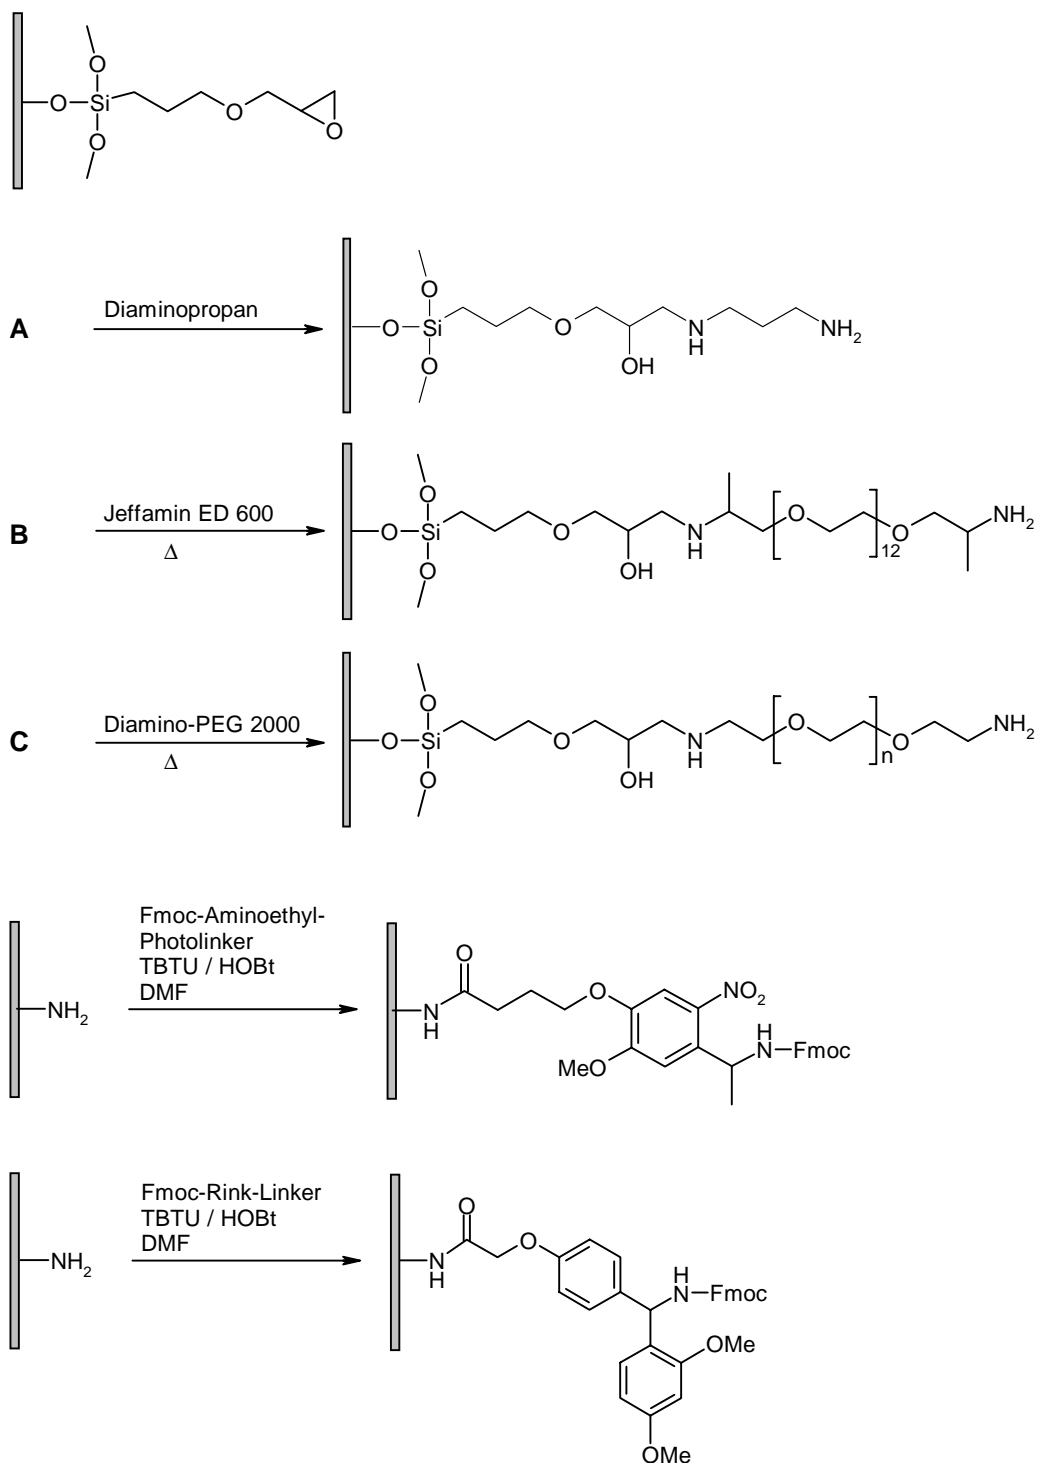 O
O Si O O
O
A Diaminopropan
O
O Si O N H NH2
O OH
B Jeffamin ED 600 Δ
O
O Si O N H O O 12 NH2
O OH
C Diamino-PEG 2000 Δ
O
O Si O N H O O n NH2
O OH
Fmoc-Aminoethyl-
Photolinker
TBTU / HOBt
DMF
NH2
O
N H O NO2
MeO H N Fmoc
Fmoc-Rink-Linker
TBTU / HOBt
DMF
NH2
O
N H O H N Fmoc
OMe
OMe